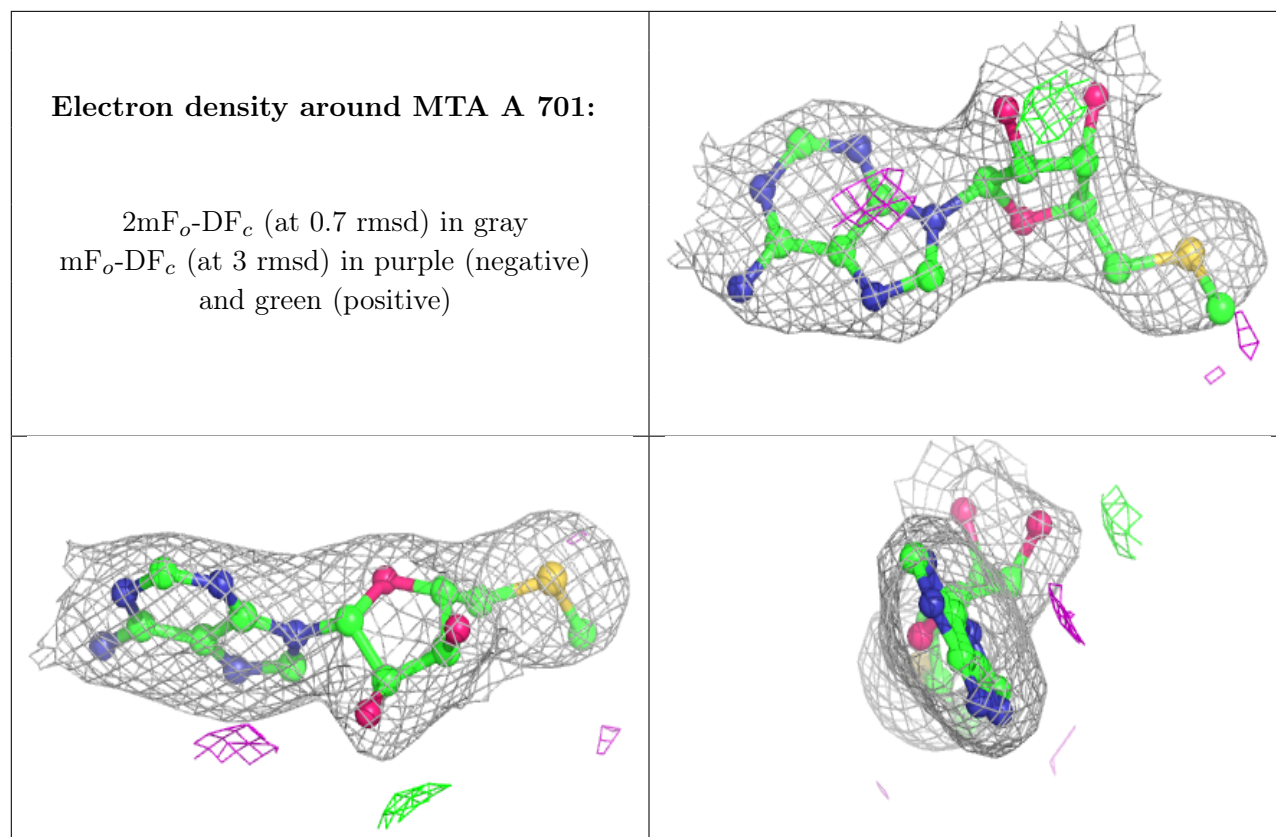 Electron density around MTA A 701:
2mFₒ-DF𝒸 (at 0.7 rmsd) in gray
mFₒ-DF𝒸 (at 3 rmsd) in purple (negative)
and green (positive)